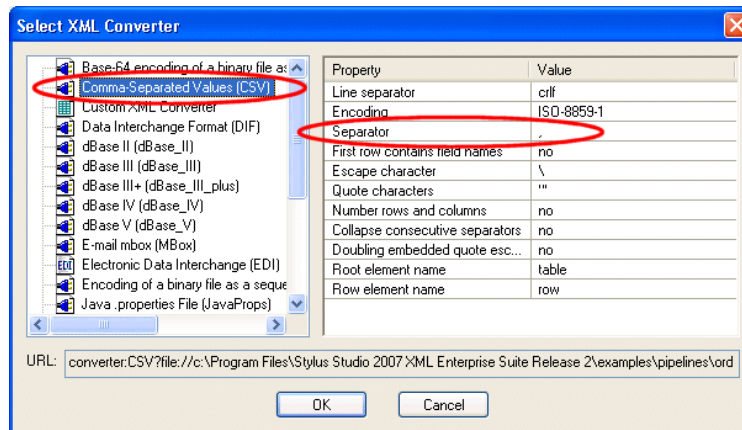 Select XML Converter
Base-64 encoding of a binary file as
Comma-Separated Values (CSV)
Custom XML Converter
Data Interchange Format (DIF)
dBase II (dBase_II)
dBase III (dBase_III)
dBase III+ (dBase_III_plus)
dBase IV (dBase_IV)
dBase V (dBase_V)
E-mail mbox (MBox)
EDI Electronic Data Interchange (EDI)
Encoding of a binary file as a seque
Java .properties File (JavaProps)
Property Value
Line separator crlf
Encoding ISO-8859-1
Separator ,
First row contains field names no
Escape character \
Quote characters '"
Number rows and columns no
Collapse consecutive separators no
Doubling embedded quote esc... no
Root element name table
Row element name row
URL: converter:CSV?file://c:\Program Files\Stylus Studio 2007 XML Enterprise Suite Release 2\examples\pipelines\ord
OK Cancel